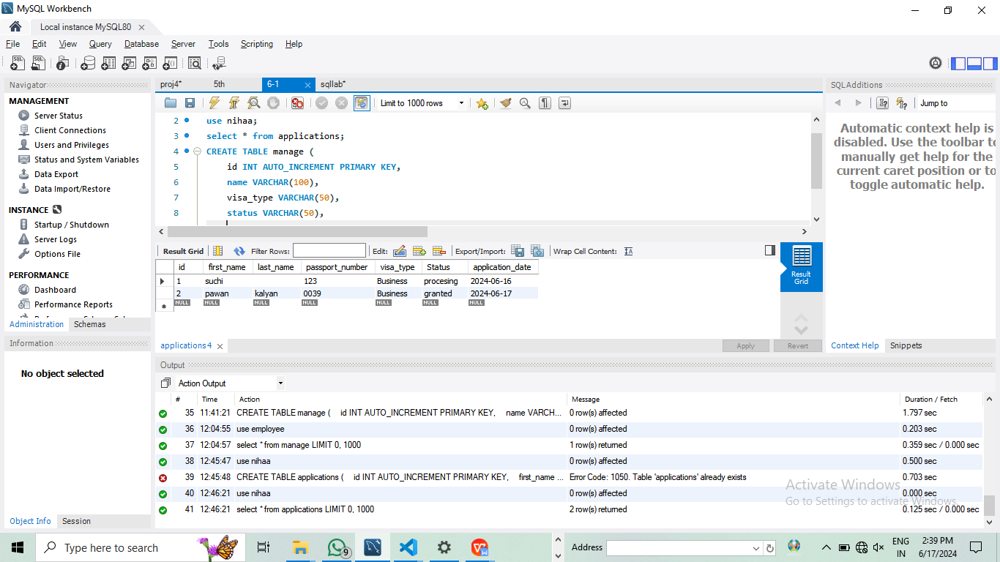 MySQL Workbench
Local instance MySQL80
File Edit View Query Database Server Tools Scripting Help
Navigator
MANAGEMENT
Server Status
Client Connections
Users and Privileges
Status and System Variables
Data Export
Data Import/Restore
INSTANCE
Startup / Shutdown
Server Logs
Options File
PERFORMANCE
Dashboard
Performance Reports
Administration Schemas
Information
No object selected
Object Info Session
proj4* 5th 6-1 sqllab*
Limit to 1000 rows
2 use nihaa;
3 select * from applications;
4 CREATE TABLE manage (
5 id INT AUTO_INCREMENT PRIMARY KEY,
6 name VARCHAR(100),
7 visa_type VARCHAR(50),
8 status VARCHAR(50),
Result Grid Filter Rows: Edit: Export/Import: Wrap Cell Content:
id first_name last_name passport_number visa_type Status application_date
1 suchi 123 Business procesing 2024-06-16
2 pawan kalyan 0039 Business granted 2024-06-17
NULL NULL NULL NULL NULL NULL NULL
Result
Grid
applications 4
Apply Revert
SQLAdditions
Jump to
Automatic context help is
disabled. Use the toolbar to
manually get help for the
current caret position or to
toggle automatic help.
Context Help Snippets
Output
Action Output
# Time Action Message Duration / Fetch
35 11:41:21 CREATE TABLE manage ( id INT AUTO_INCREMENT PRIMARY KEY, name VARCH... 0 row(s) affected 1.797 sec
36 12:04:55 use employee 0 row(s) affected 0.203 sec
37 12:04:57 select * from manage LIMIT 0, 1000 1 row(s) returned 0.359 sec / 0.000 sec
38 12:45:47 use nihaa 0 row(s) affected 0.500 sec
39 12:45:48 CREATE TABLE applications ( id INT AUTO_INCREMENT PRIMARY KEY, first_name ... Error Code: 1050. Table 'applications' already exists 0.703 sec
40 12:46:21 use nihaa 0 row(s) affected 0.000 sec
41 12:46:21 select * from applications LIMIT 0, 1000 2 row(s) returned 0.125 sec / 0.000 sec
Activate Windows
Go to Settings to activate Windows.
Type here to search
9
Address
ENG
IN
2:39 PM
6/17/2024